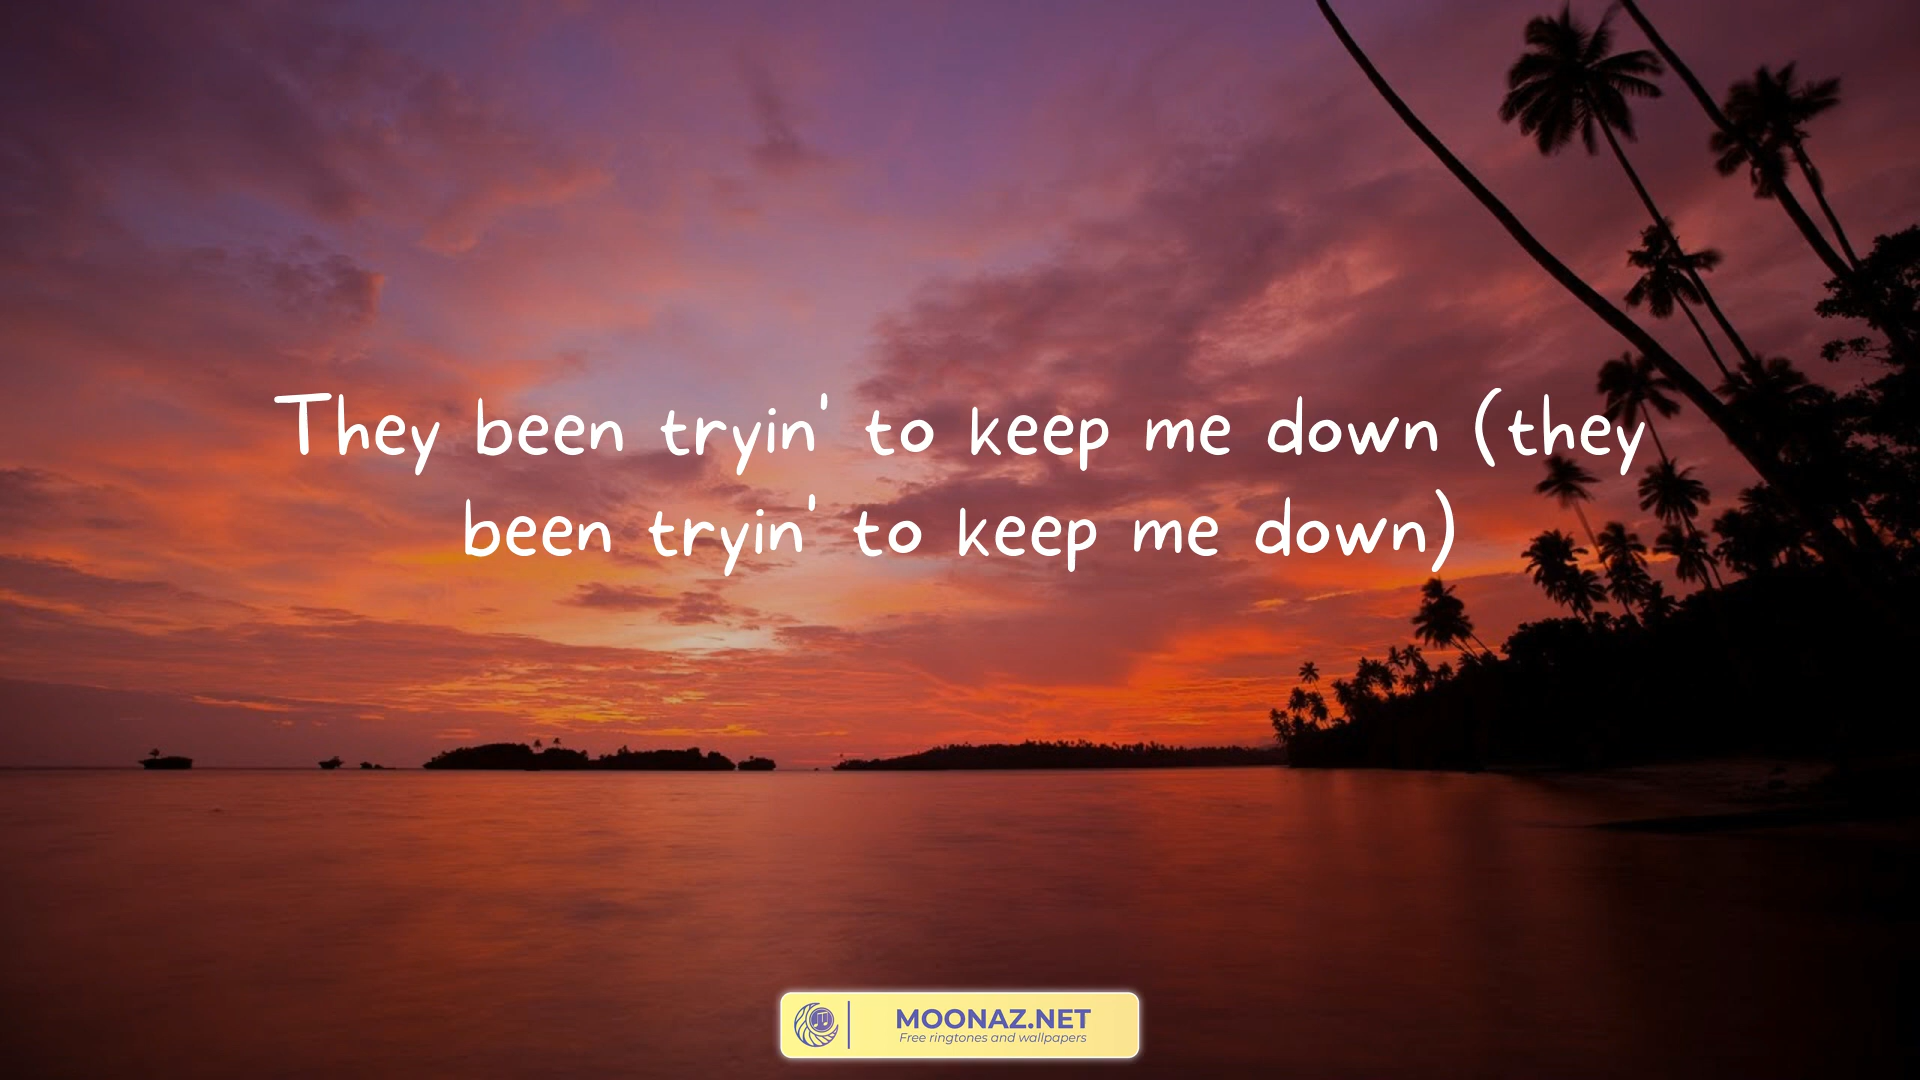 They been tryin' to keep me down (they
been tryin' to keep me down)
MOONAZ.NET
Free ringtones and wallpapers